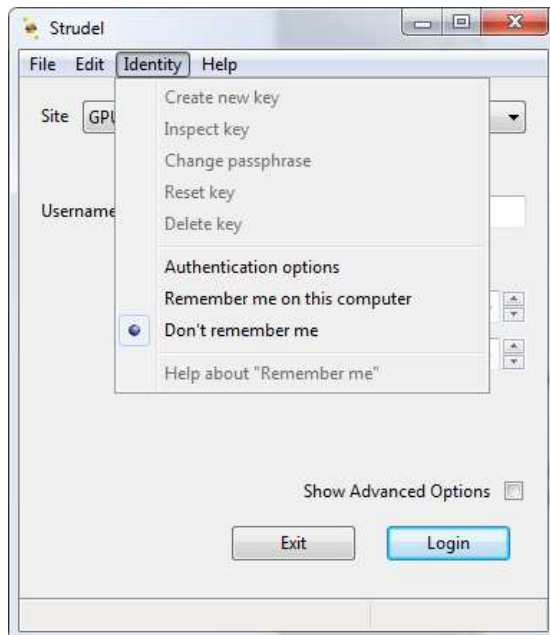 Strudel
File Edit Identity Help
Site GPU
Create new key
Inspect key
Change passphrase
Reset key
Username
Delete key
Authentication options
Remember me on this computer
Don't remember me
Help about "Remember me"
Show Advanced Options
Exit Login